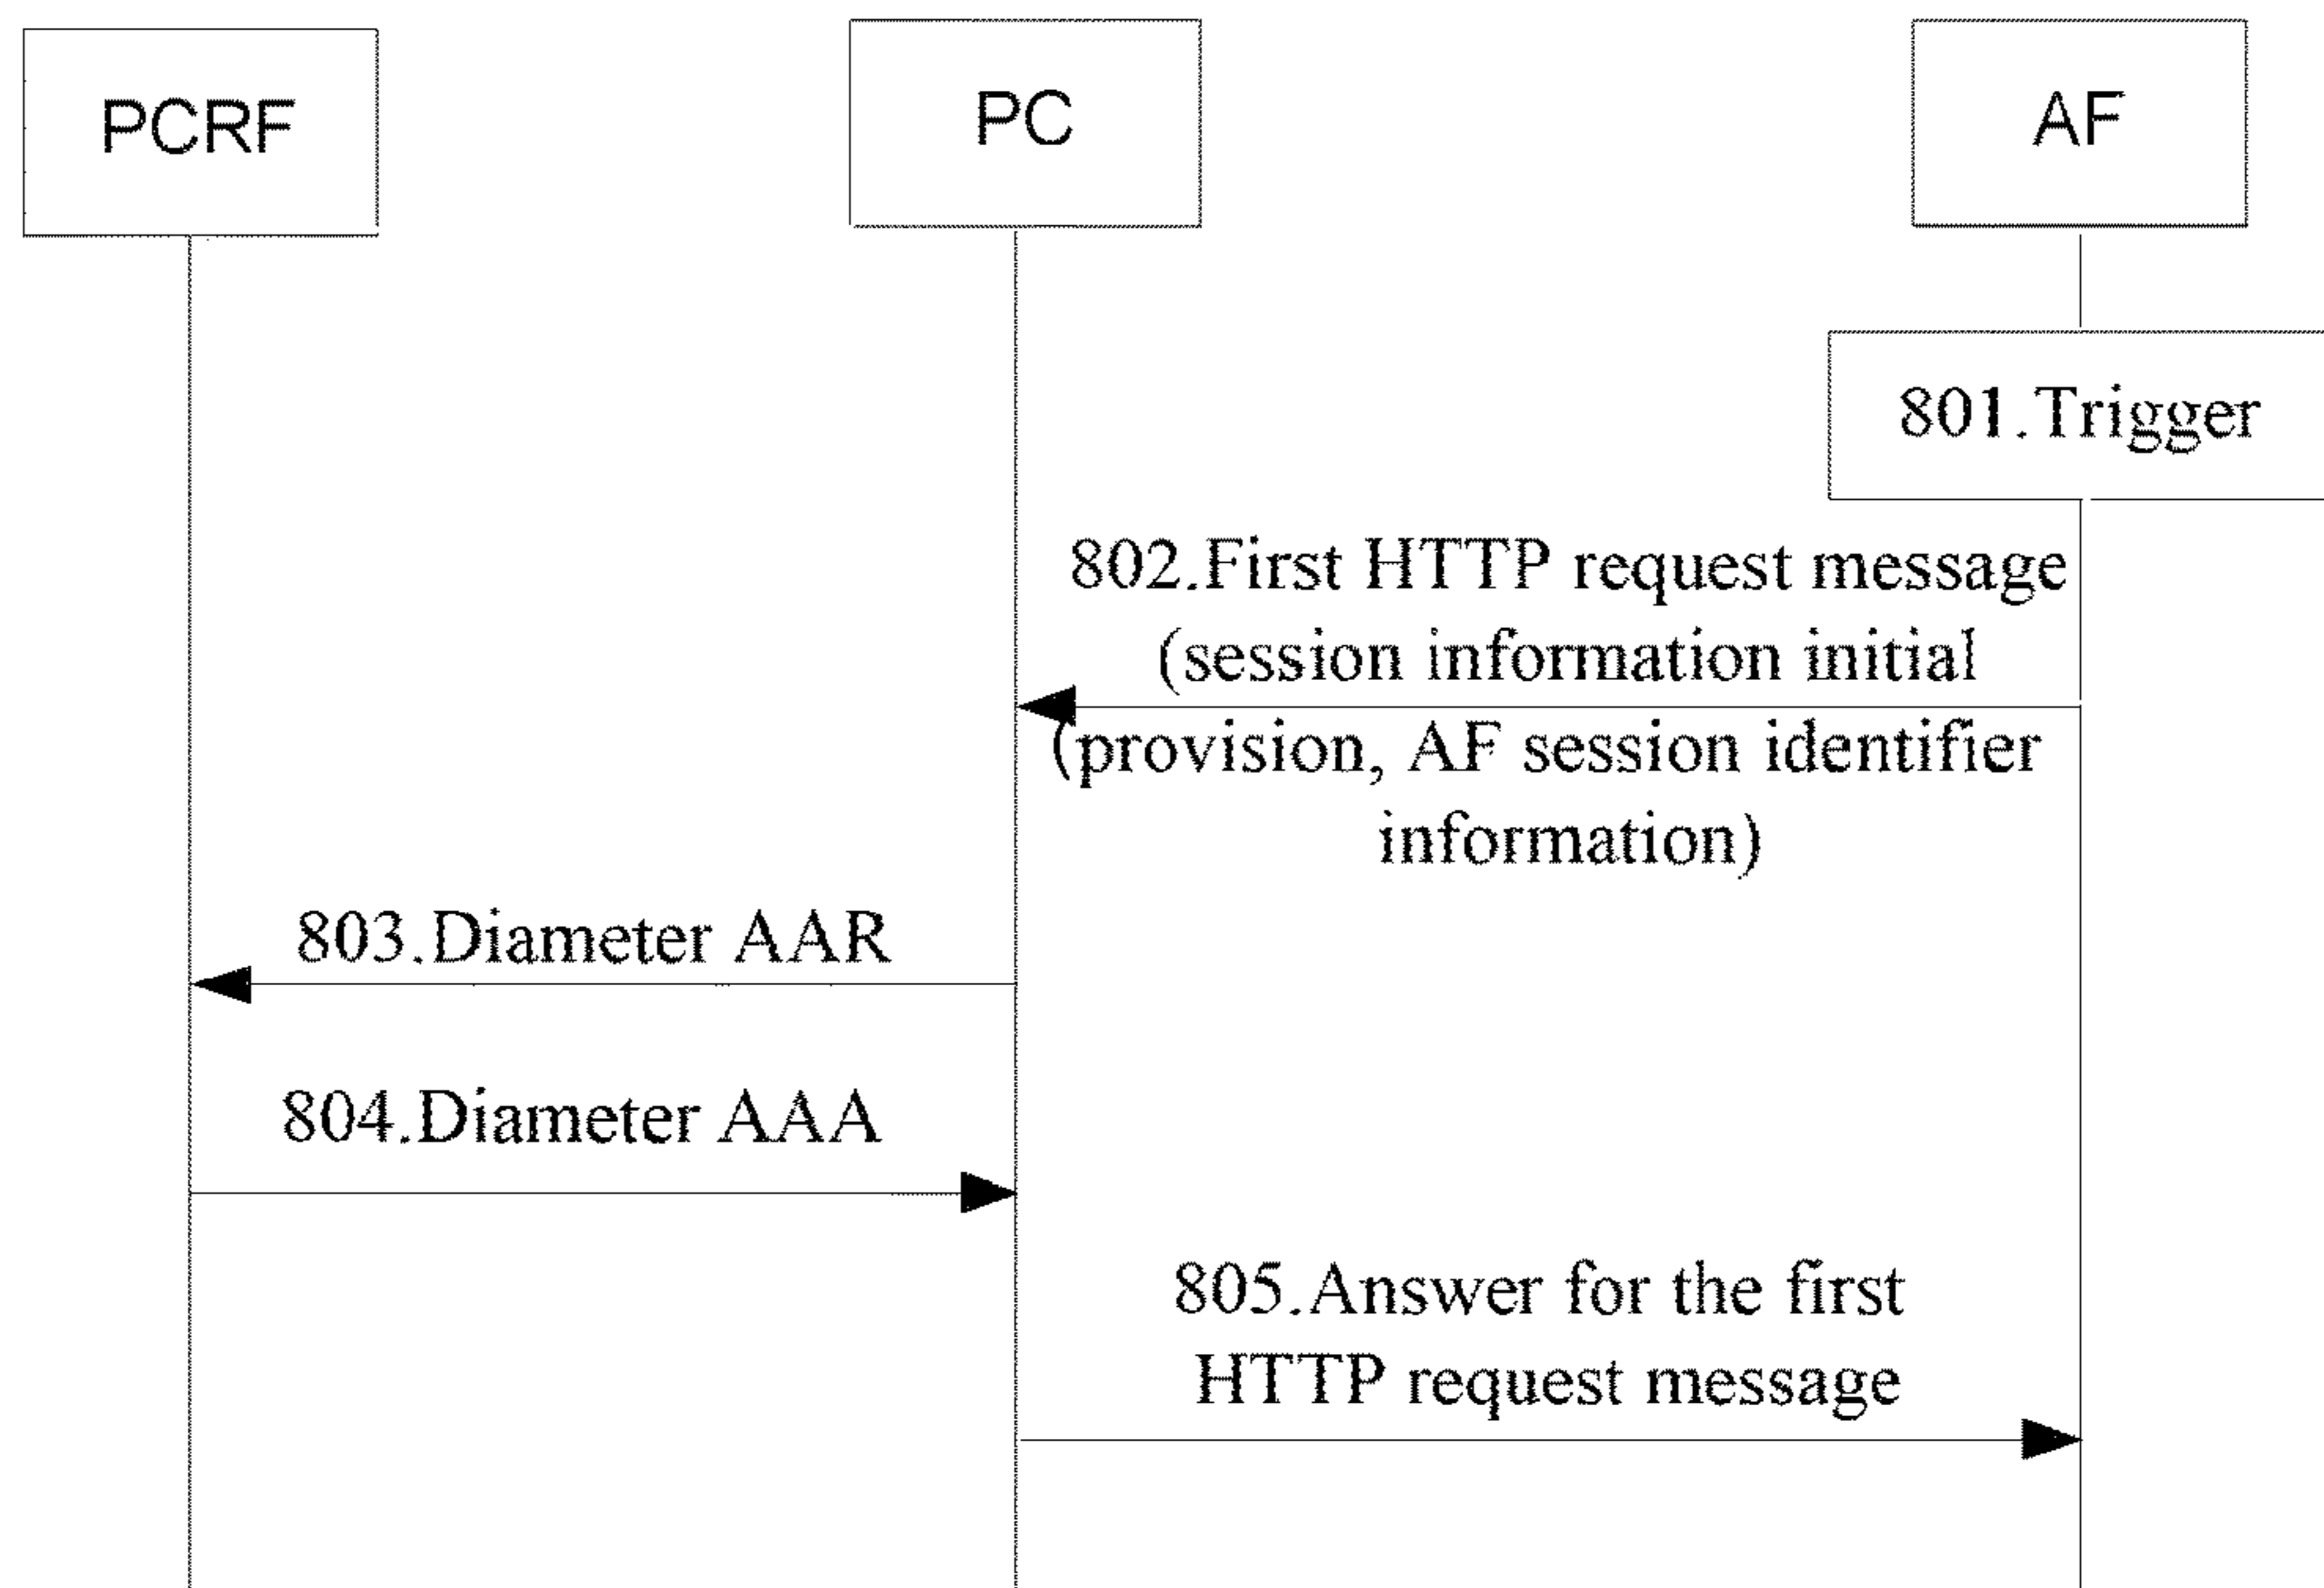 PCRF
PC
AF
801.Trigger
802.First HTTP request message
(session information initial
(provision, AF session identifier
information)
803.Diameter AAR
804.Diameter AAA
805.Answer for the first
HTTP request message